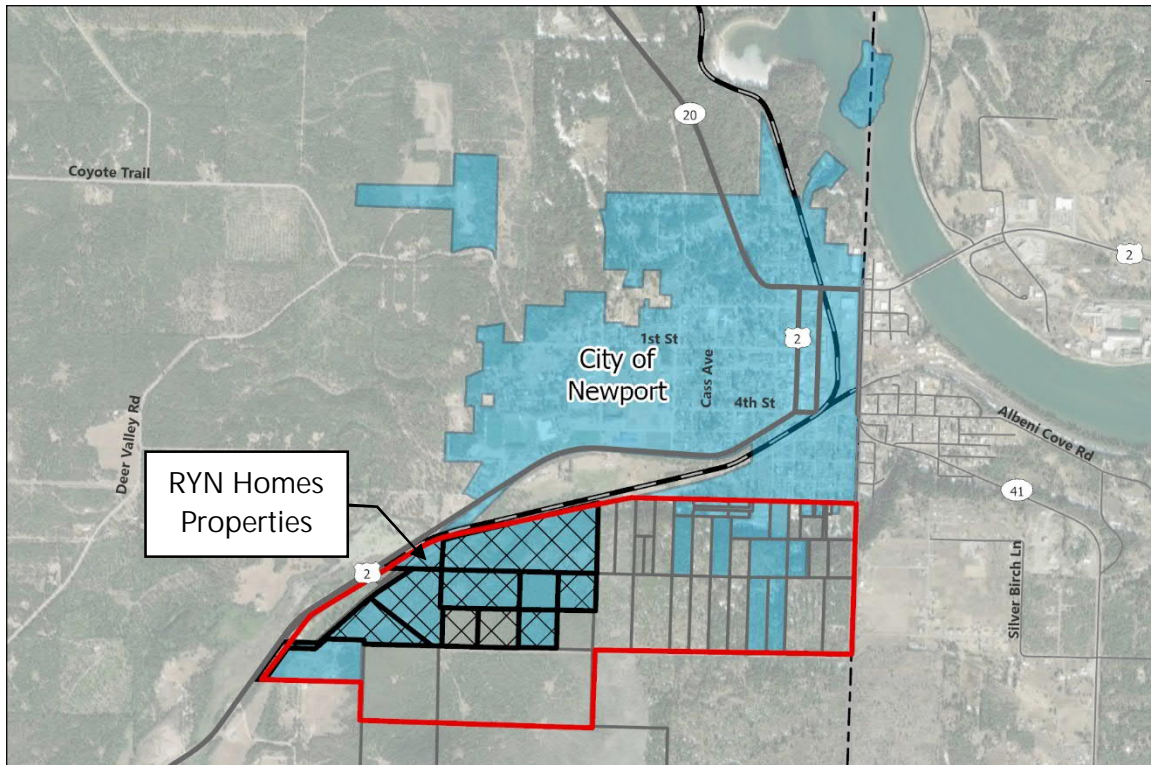 20
Coyote Trail
2
1st St
2
City of
Newport
Cass Ave
4th St
Deer Valley Rd
Albeni Cove Rd
RYN Homes
Properties
41
2
Silver Birch Ln